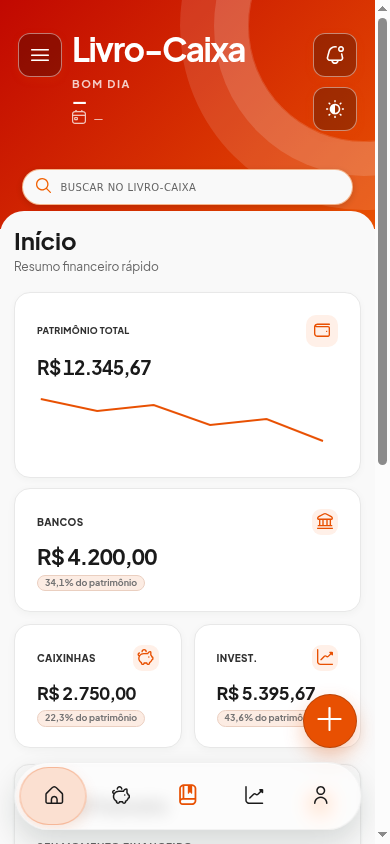 Livro-Caixa
BOM DIA
—
—
BUSCAR NO LIVRO-CAIXA
Início
Resumo financeiro rápido
PATRIMÔNIO TOTAL
R$ 12.345,67
BANCOS
R$ 4.200,00
34,1% do patrimônio
CAIXINHAS
R$ 2.750,00
22,3% do patrimônio
INVEST.
R$ 5.395,67
43,6% do patrimô